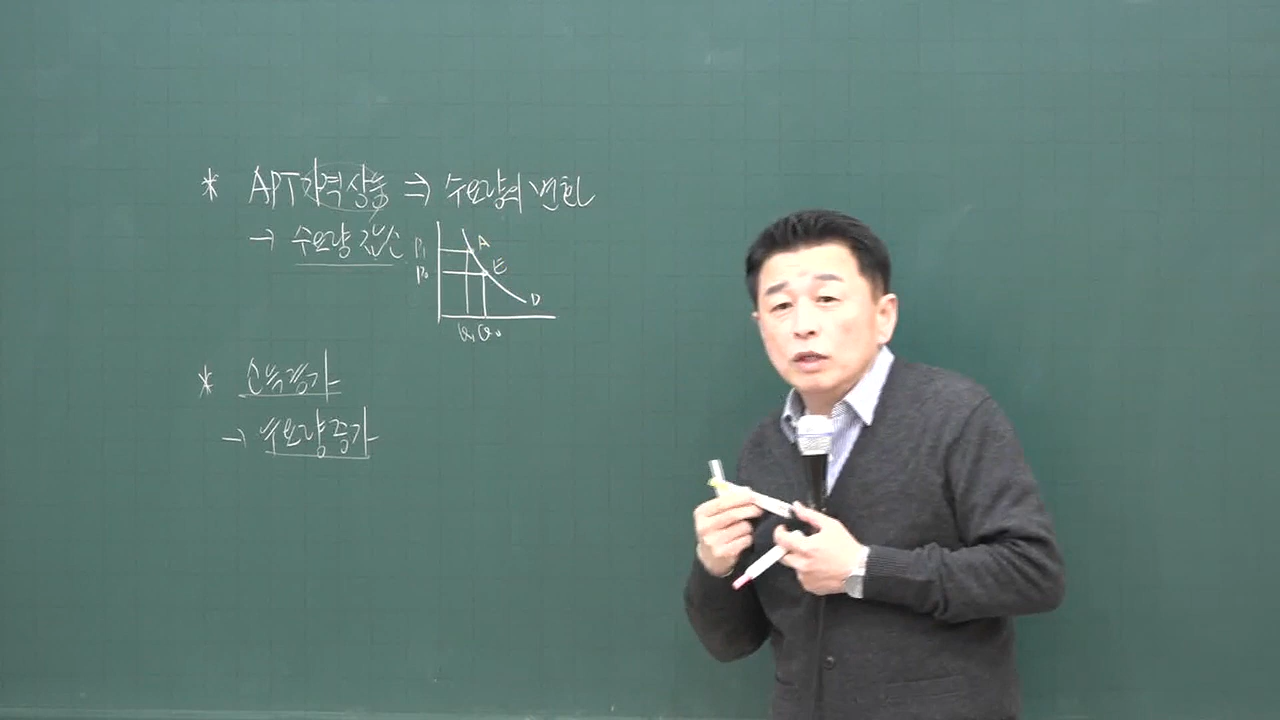 * APT가격상승 ⇒ 수요량의 변화
→ 수요량 감소
P₁ A
P₀ E
D
Q₁ Q₀
* 소득증가
→ 수요량증가